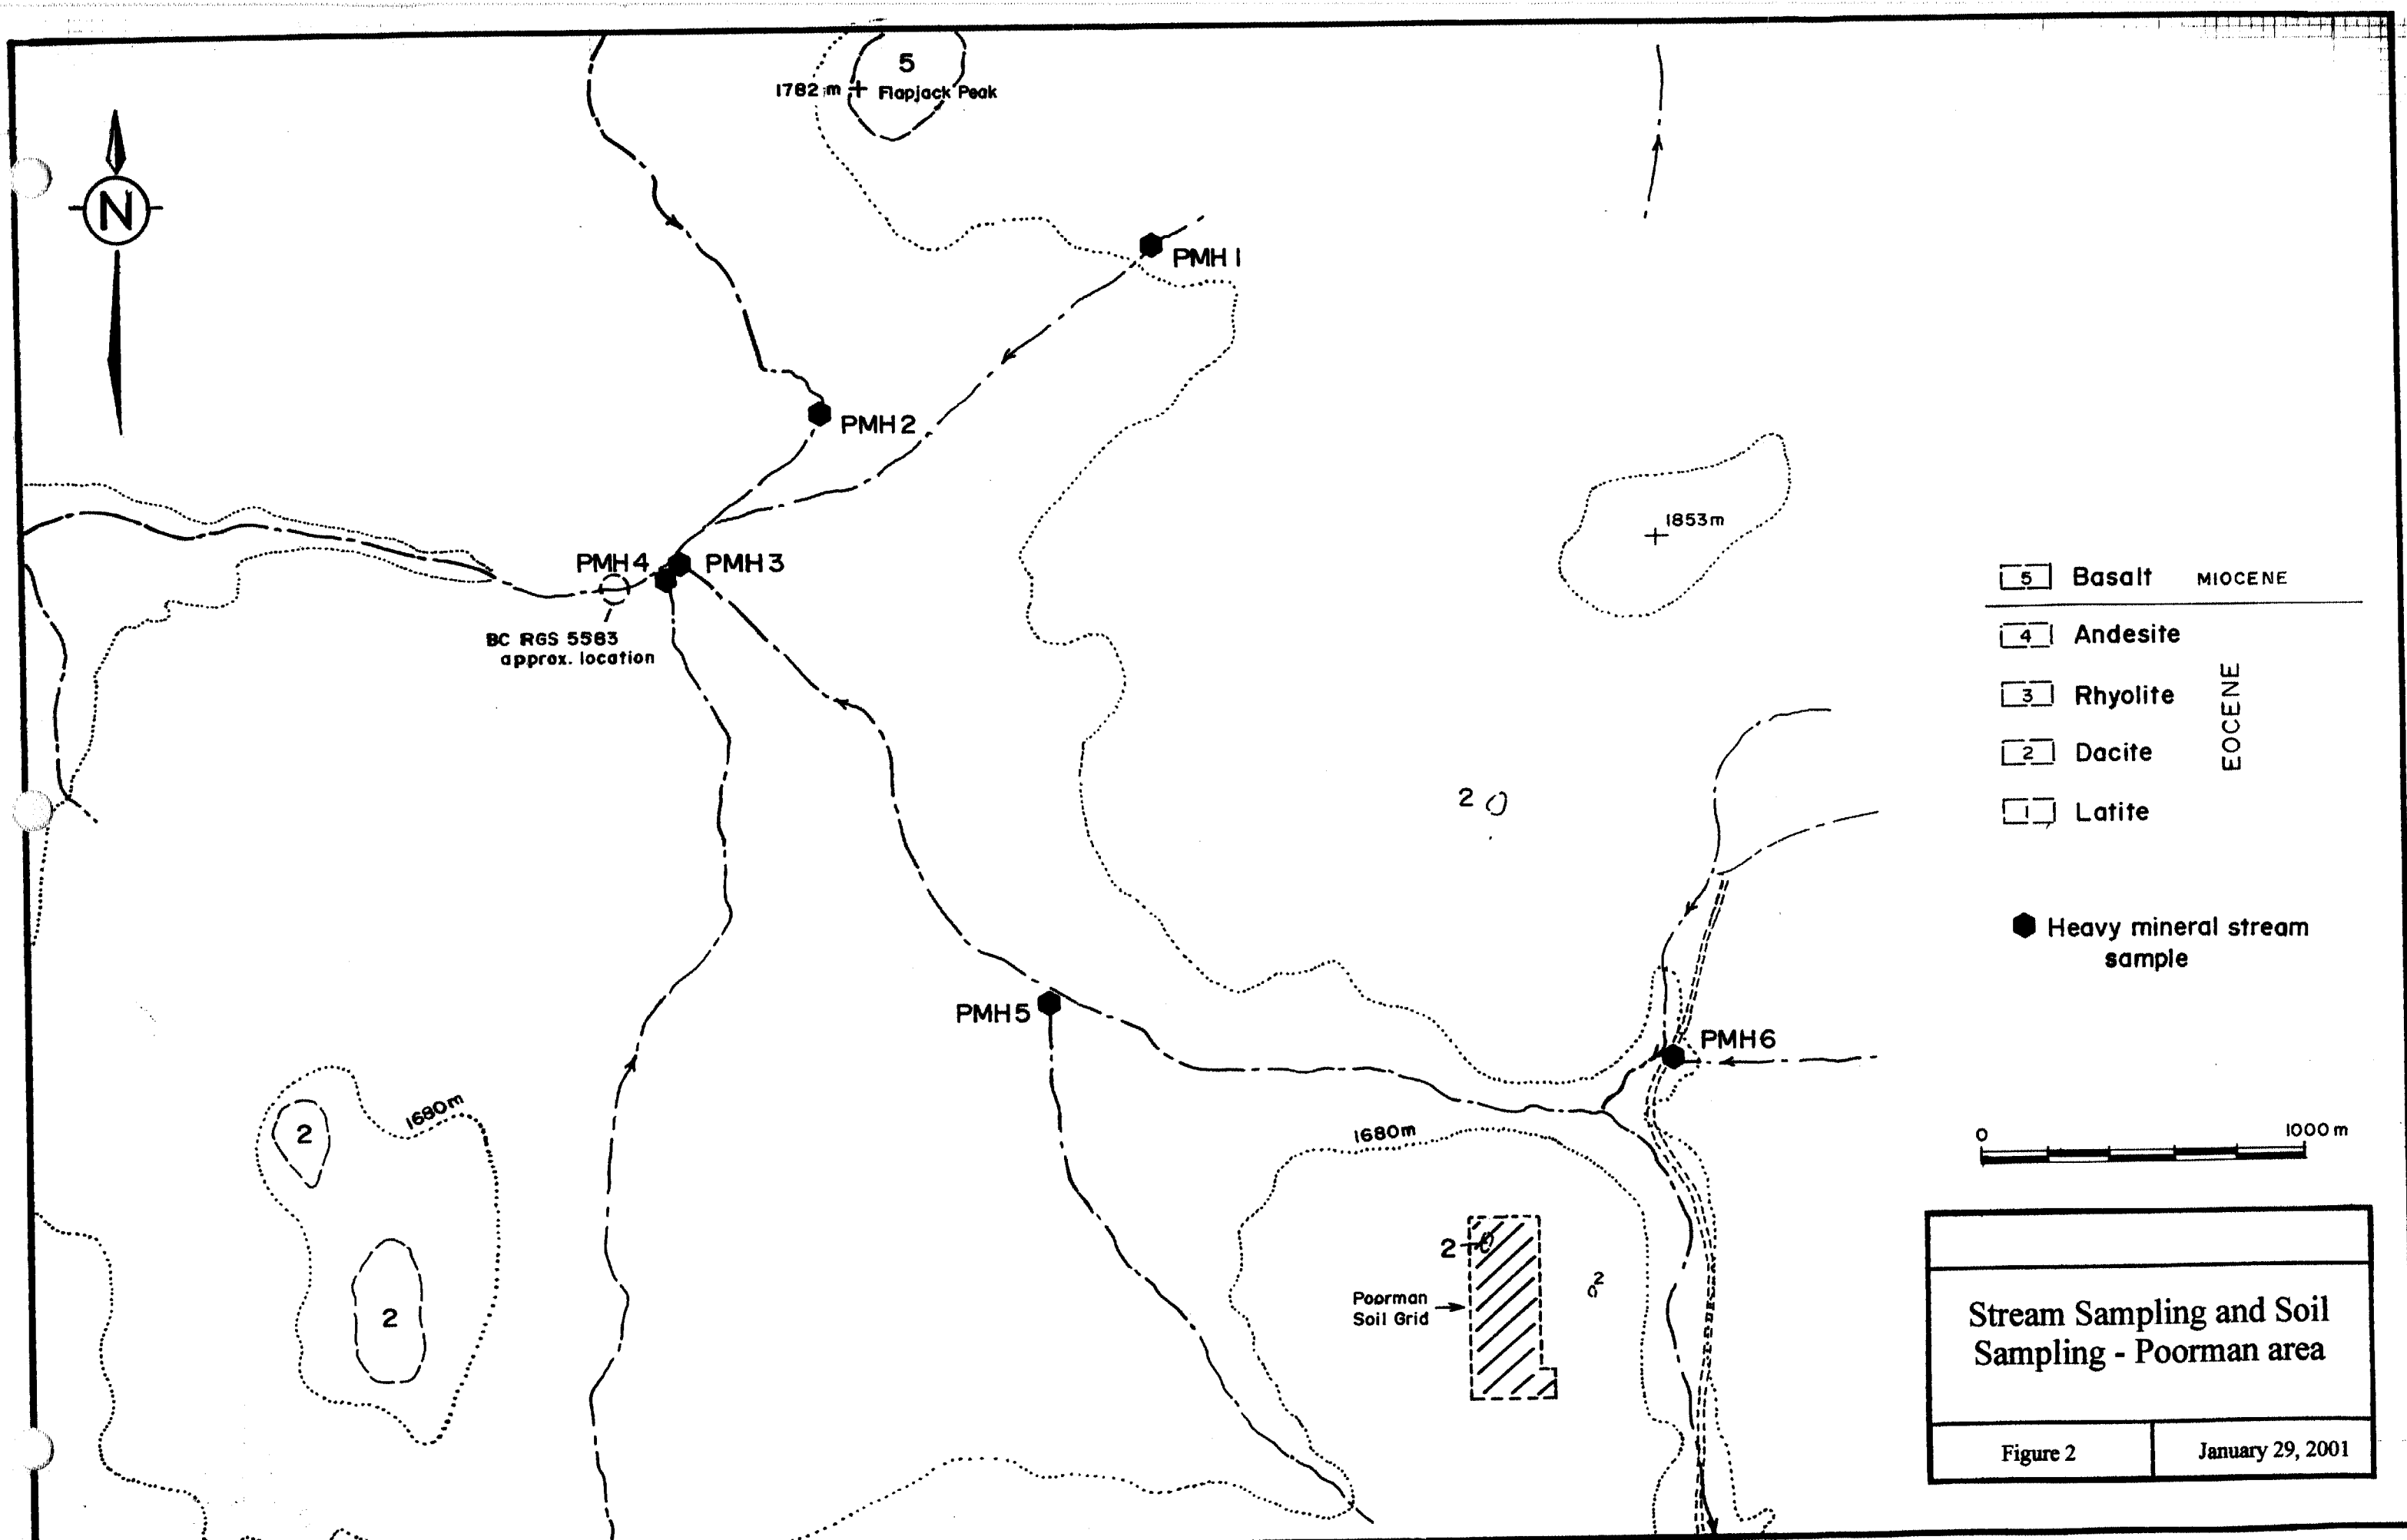 5
1782 m + Flapjack Peak
N
PMH 1
PMH 2
1853 m
PMH 4
PMH 3
BC RGS 5583
approx. location
5 Basalt MIOCENE
4 Andesite
3 Rhyolite
2 Dacite
1 Latite
EOCENE
2
Heavy mineral stream
sample
PMH 5
PMH 6
1680m
2
1680m
0 1000 m
2
2
2
Poorman
Soil Grid
Stream Sampling and Soil
Sampling - Poorman area
Figure 2
January 29, 2001